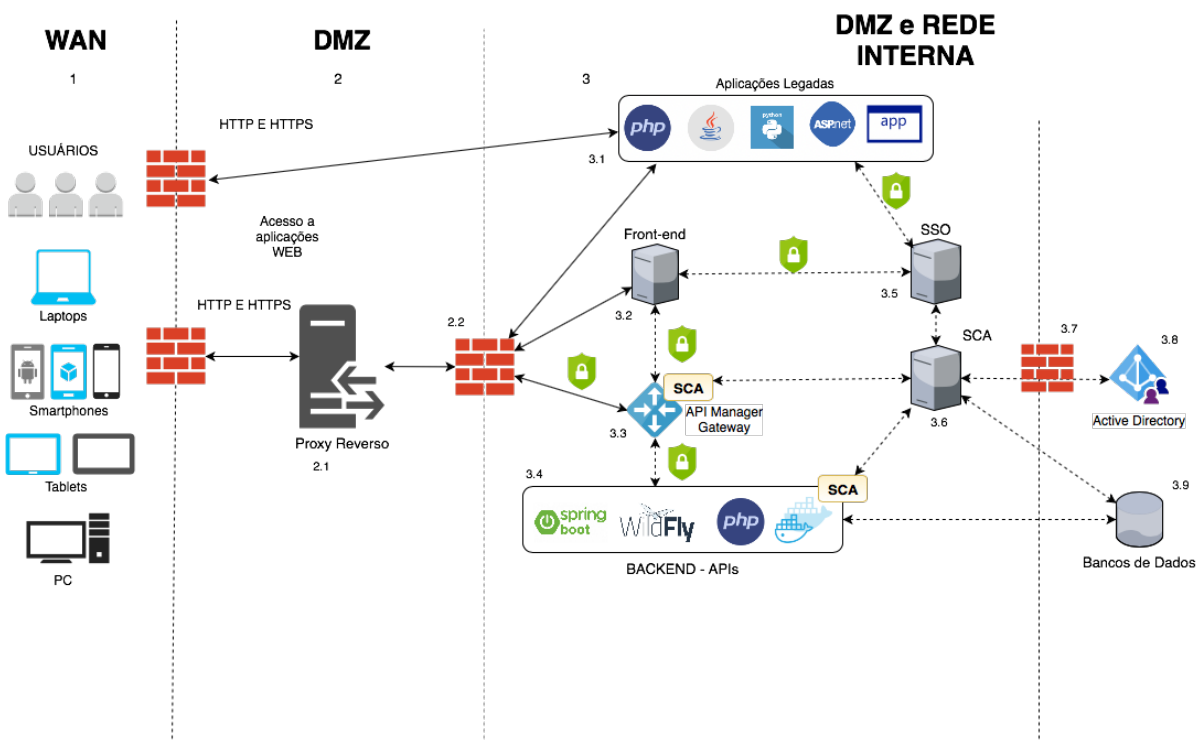 WAN
DMZ
DMZ e REDE
INTERNA
1
2
3
Aplicações Legadas
php
Java
python
ASP.net
app
HTTP E HTTPS
3.1
USUÁRIOS
Acesso a
aplicações
WEB
Front-end
SSO
Laptops
HTTP E HTTPS
3.2
3.5
2.2
SCA
3.7
3.8
Smartphones
SCA
API Manager
Gateway
3.3
3.6
Active Directory
Proxy Reverso
2.1
Tablets
3.4
SCA
3.9
spring
boot
WildFly
php
PC
BACKEND - APIs
Bancos de Dados